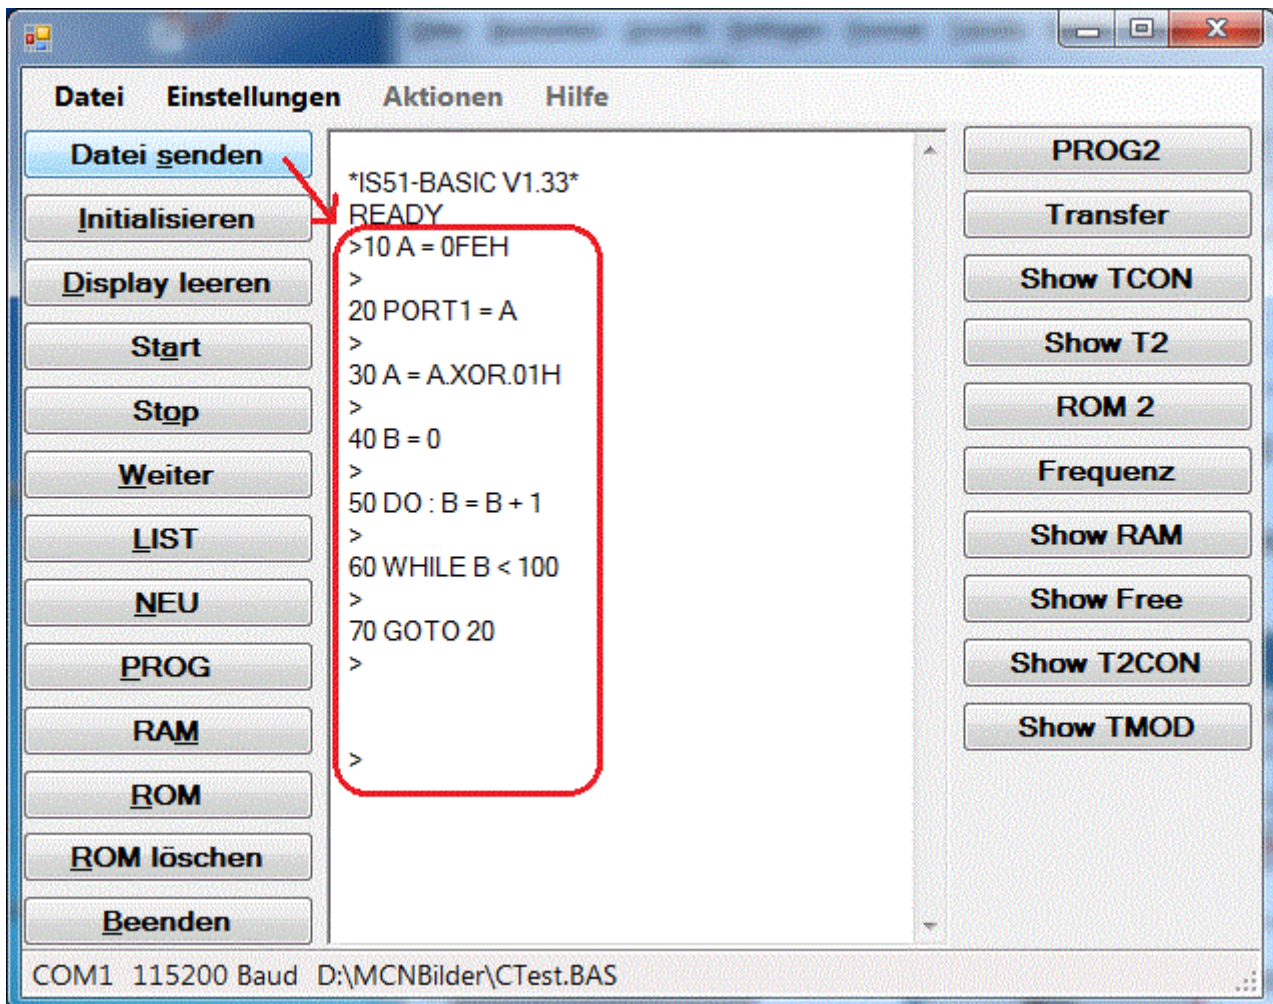 Datei Einstellungen Aktionen Hilfe
Datei senden
Initialisieren
Display leeren
Start
Stop
Weiter
LIST
NEU
PROG
RAM
ROM
ROM löschen
Beenden
*IS51-BASIC V1.33*
READY
>10 A = 0FEH
>
20 PORT1 = A
>
30 A = A.XOR.01H
>
40 B = 0
>
50 DO : B = B + 1
>
60 WHILE B < 100
>
70 GOTO 20
>
>
PROG2
Transfer
Show TCON
Show T2
ROM 2
Frequenz
Show RAM
Show Free
Show T2CON
Show TMOD
COM1 115200 Baud D:\MCNBilder\CTest.BAS